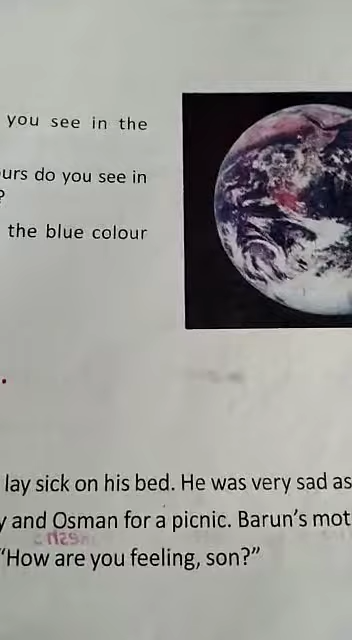 you see in the
urs do you see in
?
the blue colour
lay sick on his bed. He was very sad as
y and Osman for a picnic. Barun's mot
"How are you feeling, son?"